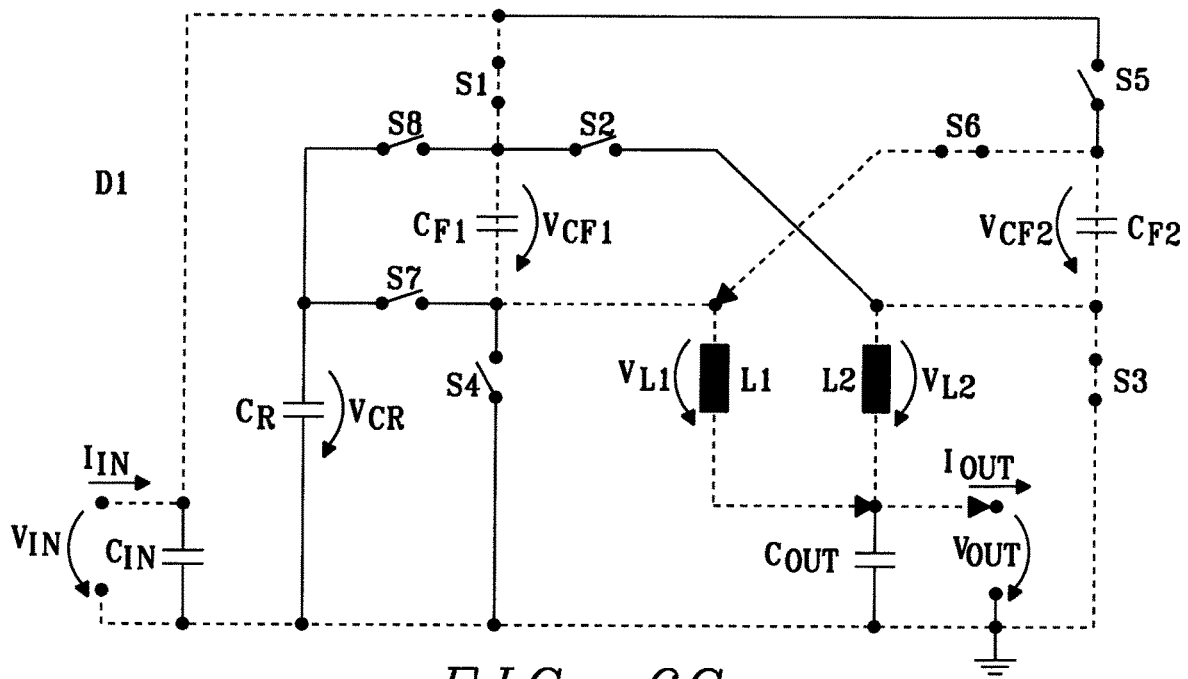 S1
S5
S8
S2
S6
D1
CF1
VCF1
VCF2
CF2
S7
S4
VL1
L1
L2
VL2
S3
CR
VCR
IIN
IOUT
VIN
CIN
COUT
VOUT